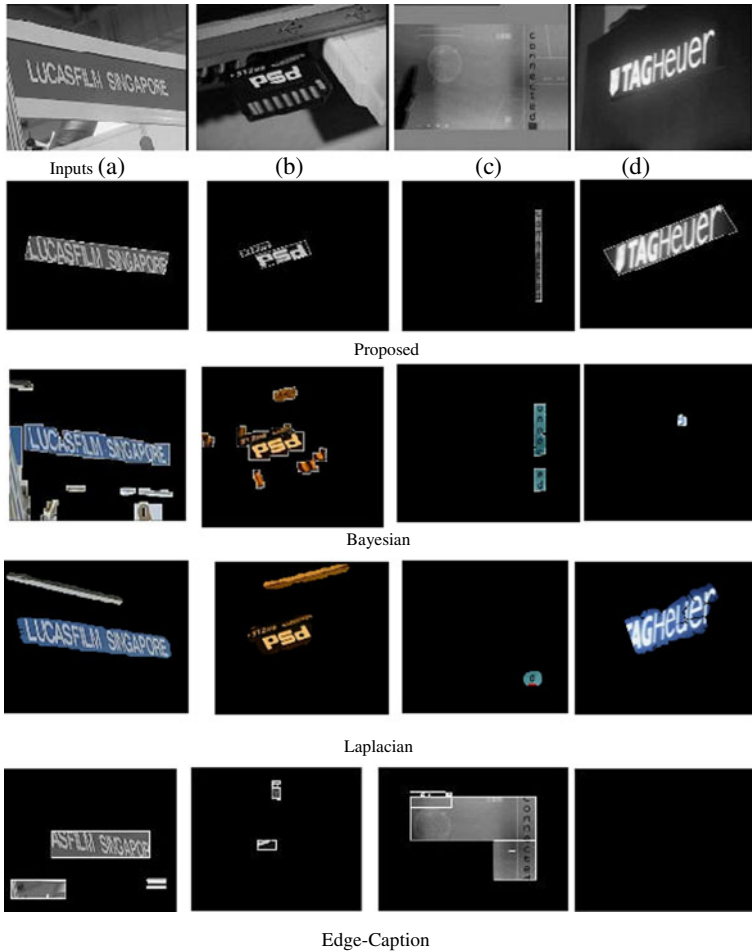 LUCASFILM SINGAPORE
PSd
connected
TAGHeuer
Inputs (a) (b) (c) (d)
LUCASFILM SINGAPORE
PSd
TAGHeuer
Proposed
LUCASFILM SINGAPORE
PSd
Bayesian
LUCASFILM SINGAPORE
PSd
d
TAGHeuer
Laplacian
ASFILM SINGAPOR
Edge-Caption